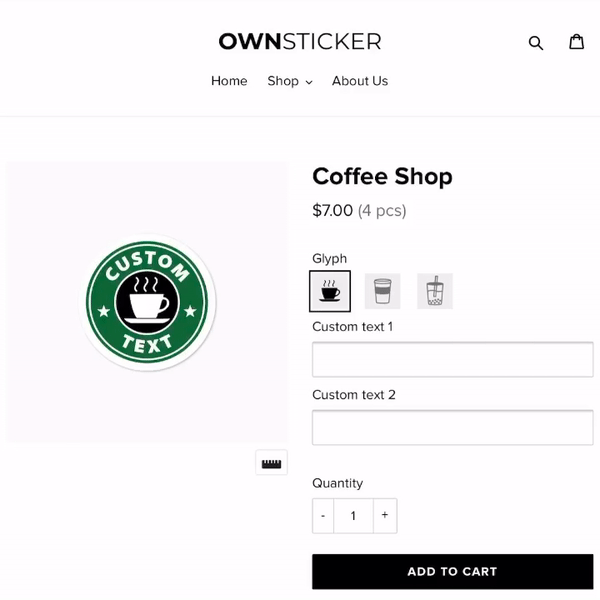 OWNSTICKER
Home Shop About Us
CUSTOM
TEXT
Coffee Shop
$7.00 (4 pcs)
Glyph
Custom text 1
Custom text 2
Quantity
- 1 +
ADD TO CART